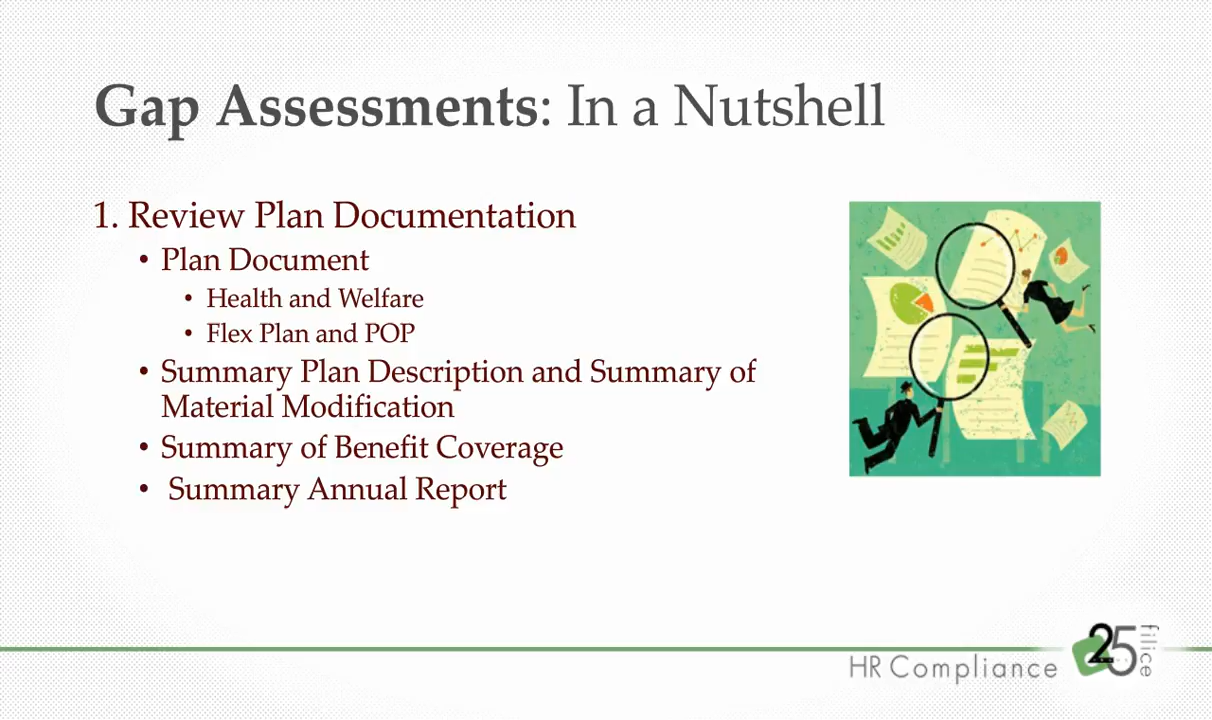 Gap Assessments: In a Nutshell
1. Review Plan Documentation
• Plan Document
• Health and Welfare
• Flex Plan and POP
• Summary Plan Description and Summary of
Material Modification
• Summary of Benefit Coverage
• Summary Annual Report
HR Compliance
25
filice